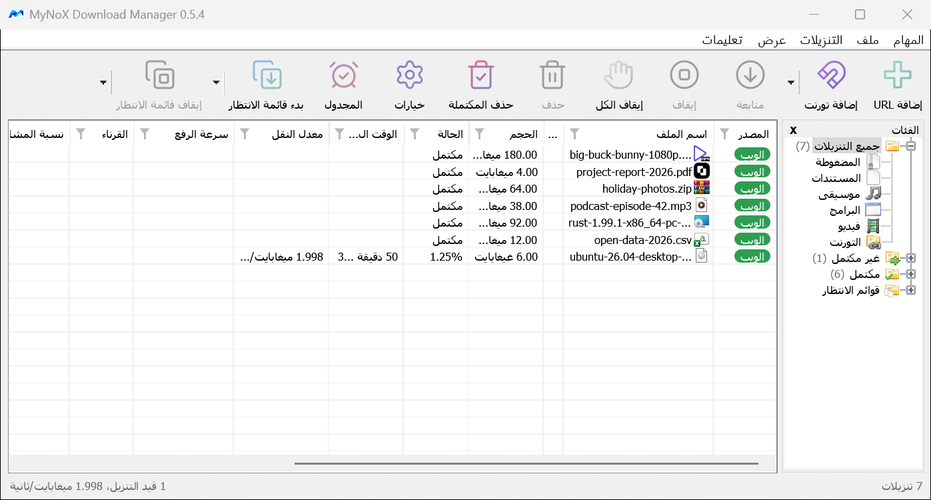 MyNoX Download Manager 0.5.4
المهام ملف التنزيلات عرض تعليمات
إضافة URL إضافة تورنت متابعة إيقاف إيقاف الكل حذف حذف المكتملة خيارات المجدول بدء قائمة الانتظار إيقاف قائمة الانتظار
الفئات X
جميع التنزيلات (7)
المضغوطة
المستندات
موسيقى
البرامج
فيديو
التورنت
غير مكتمل (1)
مكتمل (6)
قوائم الانتظار
المصدر اسم الملف ... الحجم الحالة الوقت ال... معدل النقل سرعة الرفع القرناء نسبة المشا
الويب big-buck-bunny-1080p.... 180.00 ميغا... مكتمل
الويب project-report-2026.pdf 4.00 ميغابايت مكتمل
الويب holiday-photos.zip 64.00 ميغا... مكتمل
الويب podcast-episode-42.mp3 38.00 ميغا... مكتمل
الويب rust-1.99.1-x86_64-pc-... 92.00 ميغا... مكتمل
الويب open-data-2026.csv 12.00 ميغا... مكتمل
الويب ubuntu-26.04-desktop-... 6.00 غيغابايت 1.25% 50 دقيقة 3... 1.998 ميغابايت/...
7 تنزيلات
1 قيد التنزيل، 1.998 ميغابايت/ثانية